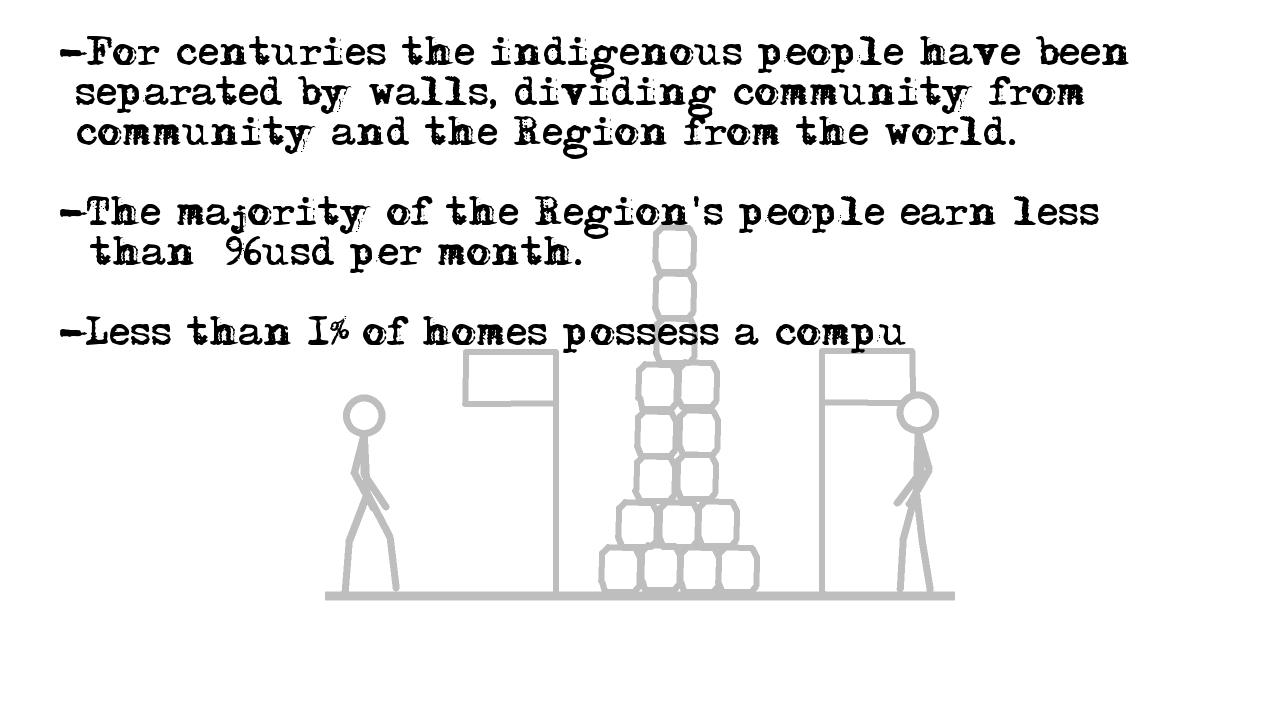 -For centuries the indigenous people have been
separated by walls, dividing community from
community and the Region from the world.
-The majority of the Region's people earn less
than 96usd per month.
-Less than 1% of homes possess a compu